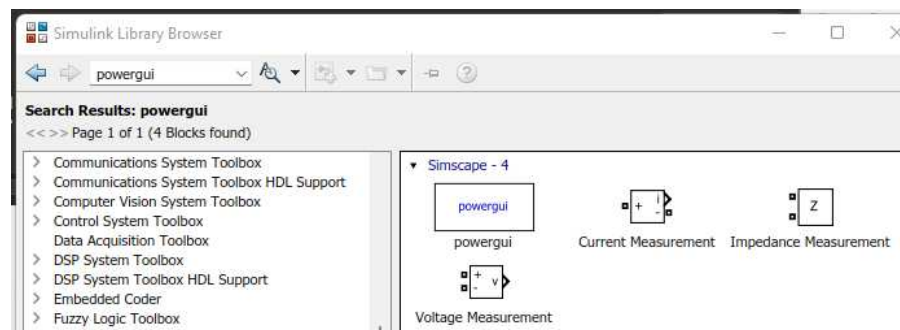 Simulink Library Browser
powergui
Search Results: powergui
<< >> Page 1 of 1 (4 Blocks found)
> Communications System Toolbox
> Communications System Toolbox HDL Support
> Computer Vision System Toolbox
> Control System Toolbox
Data Acquisition Toolbox
> DSP System Toolbox
> DSP System Toolbox HDL Support
> Embedded Coder
> Fuzzy Logic Toolbox
Simscape - 4
powergui
+ i -
Z
powergui
Current Measurement
Impedance Measurement
+ - v
Voltage Measurement